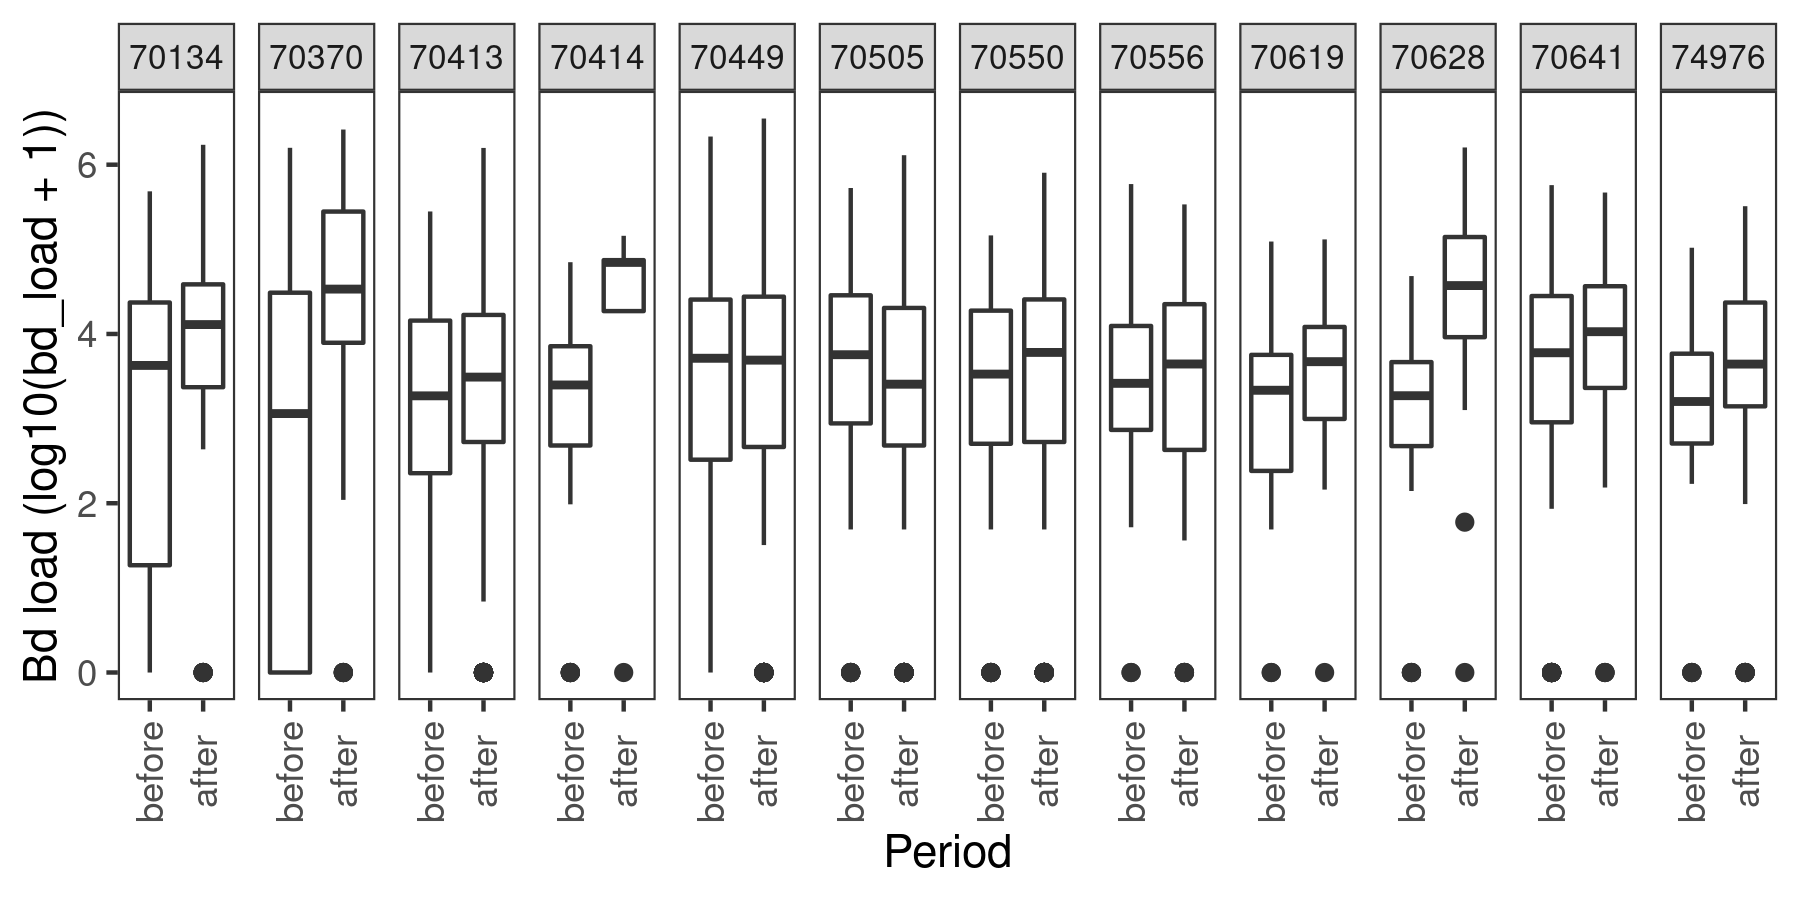 70134 70370 70413 70414 70449 70505 70550 70556 70619 70628 70641 74976
Bd load (log10(bd_load + 1))
6
4
2
0
before after before after before after before after before after before after before after before after before after before after before after before after
Period